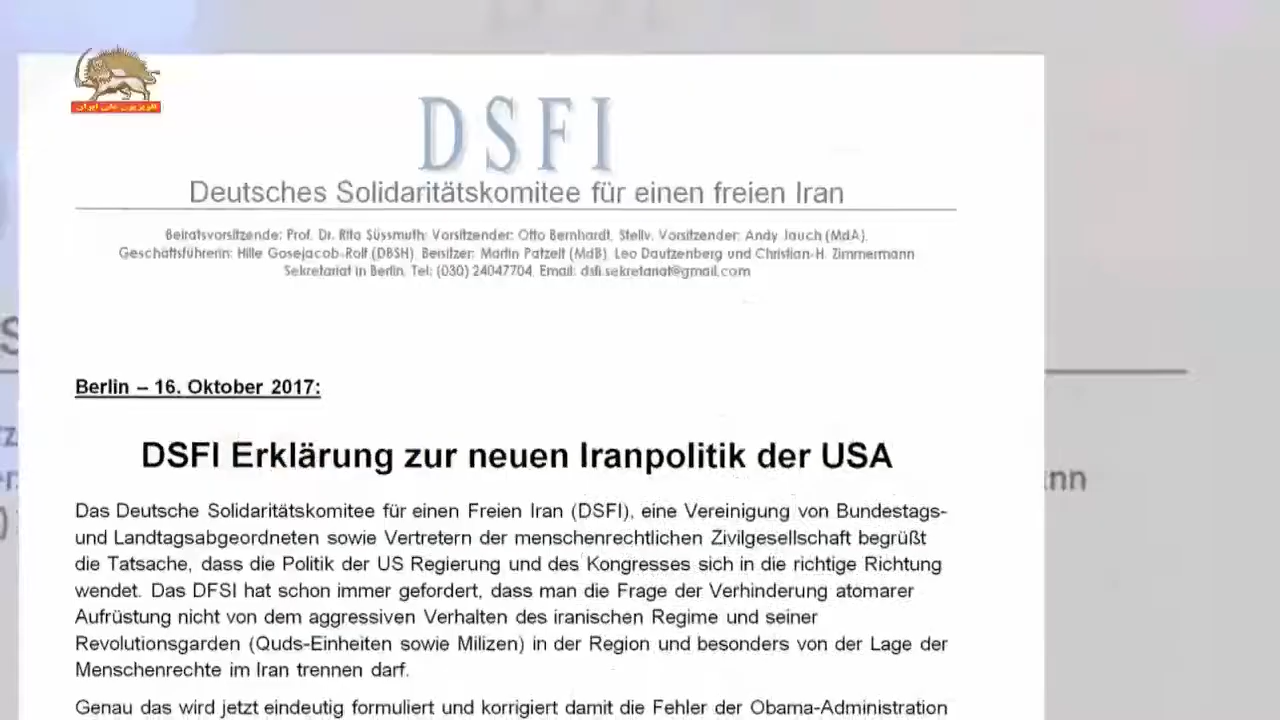 تلویزیون ملی ایران
DSFI
Deutsches Solidaritätskomitee für einen freien Iran
Beiratsvorsitzende: Prof. Dr. Rita Süssmuth; Vorsitzender: Otto Bernhardt, Stellv. Vorsitzender: Andy Jauch (MdA),
Geschäftsführerin: Hille Gosejacob-Rolf (DBSH), Beisitzer: Martin Patzelt (MdB), Leo Dautzenberg und Christian-H. Zimmermann
Sekretariat in Berlin, Tel: (030) 24047704, Email: dsfi.sekretariat@gmail.com
Berlin – 16. Oktober 2017:
DSFI Erklärung zur neuen Iranpolitik der USA
Das Deutsche Solidaritätskomitee für einen Freien Iran (DSFI), eine Vereinigung von Bundestags-
und Landtagsabgeordneten sowie Vertretern der menschenrechtlichen Zivilgesellschaft begrüßt
die Tatsache, dass die Politik der US Regierung und des Kongresses sich in die richtige Richtung
wendet. Das DFSI hat schon immer gefordert, dass man die Frage der Verhinderung atomarer
Aufrüstung nicht von dem aggressiven Verhalten des iranischen Regime und seiner
Revolutionsgarden (Quds-Einheiten sowie Milizen) in der Region und besonders von der Lage der
Menschenrechte im Iran trennen darf.
Genau das wird jetzt eindeutig formuliert und korrigiert damit die Fehler der Obama-Administration